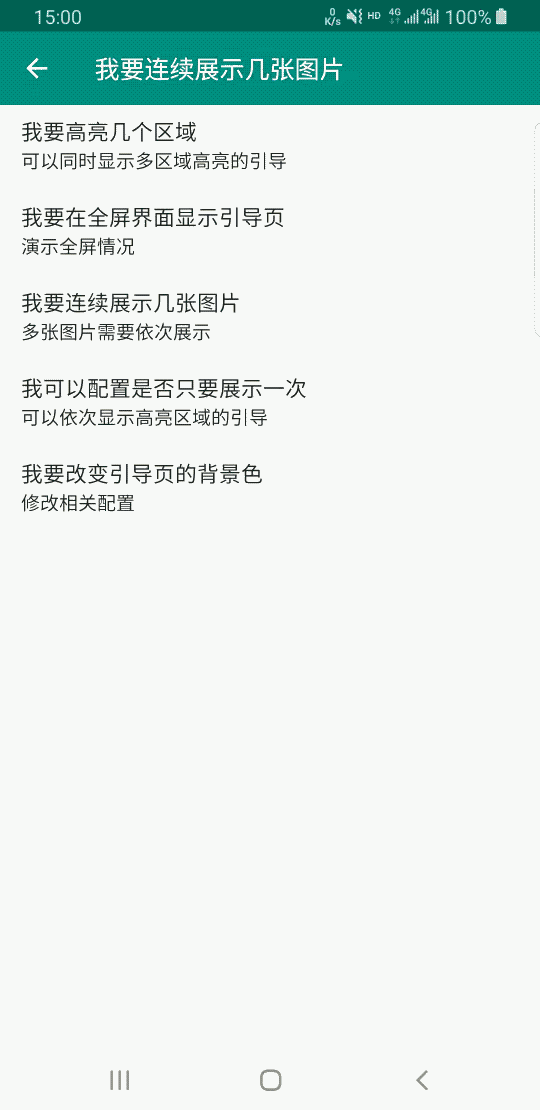 15:00
0 K/s HD 4G 4G 100%
我要连续展示几张图片
我要高亮几个区域
可以同时显示多区域高亮的引导
我要在全屏界面显示引导页
演示全屏情况
我要连续展示几张图片
多张图片需要依次展示
我可以配置是否只要展示一次
可以依次显示高亮区域的引导
我要改变引导页的背景色
修改相关配置